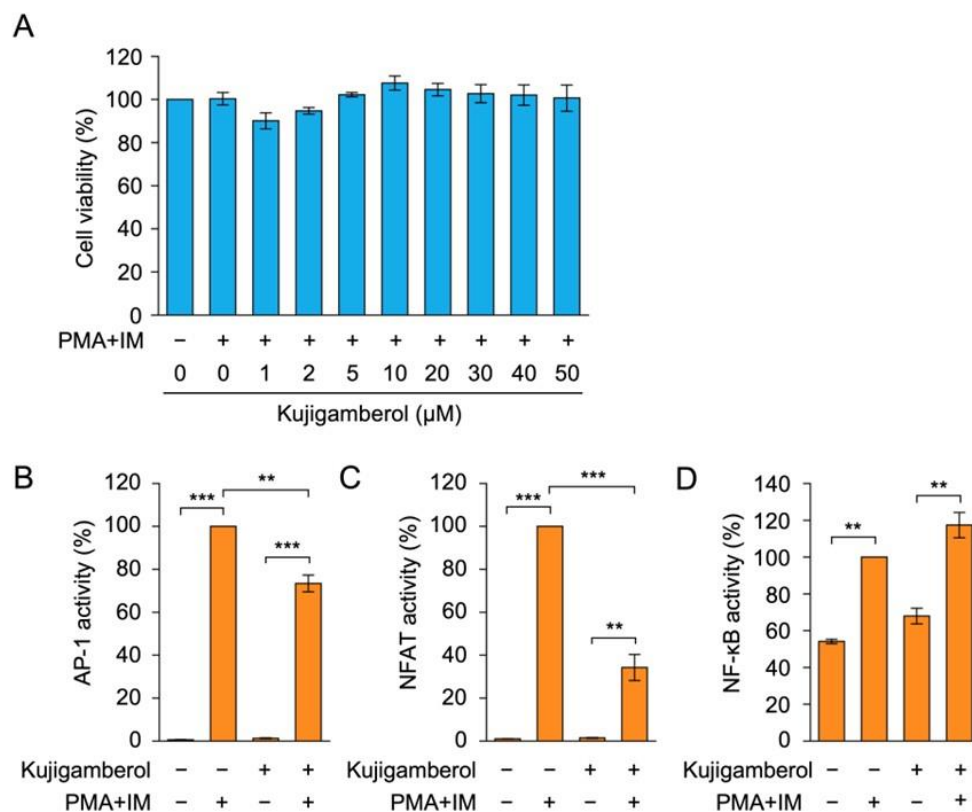 A
120
100
80
60
40
20
0
Cell viability (%)
PMA+IM − + + + + + + + + +
0 0 1 2 5 10 20 30 40 50
Kujigamberol (μM)
B
120
100
80
60
40
20
0
AP-1 activity (%)
***
**
***
Kujigamberol − − + +
PMA+IM − + − +
C
120
100
80
60
40
20
0
NFAT activity (%)
***
***
**
Kujigamberol − − + +
PMA+IM − + − +
D
140
120
100
80
60
40
20
0
NF-κB activity (%)
**
**
Kujigamberol − − + +
PMA+IM − + − +